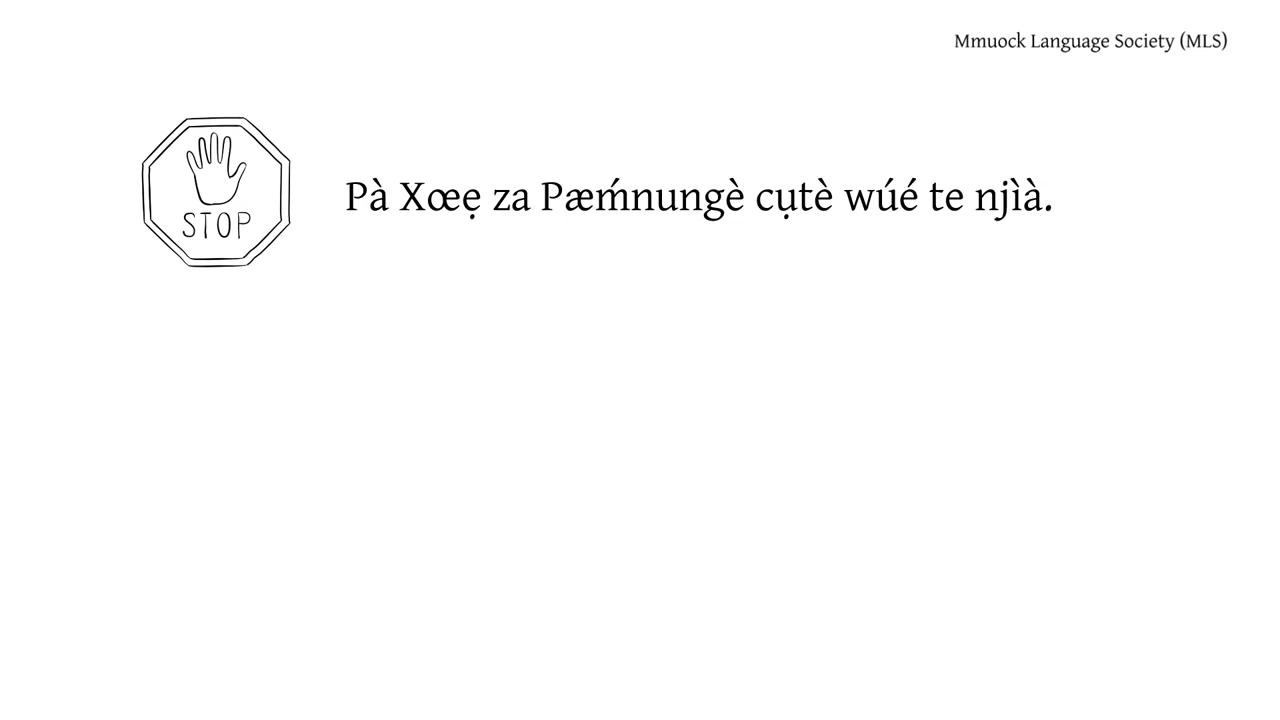 Mmuock Language Society (MLS)
STOP
Pà Xœẹ za Pæḿnungè cụtè wúé te njìà.